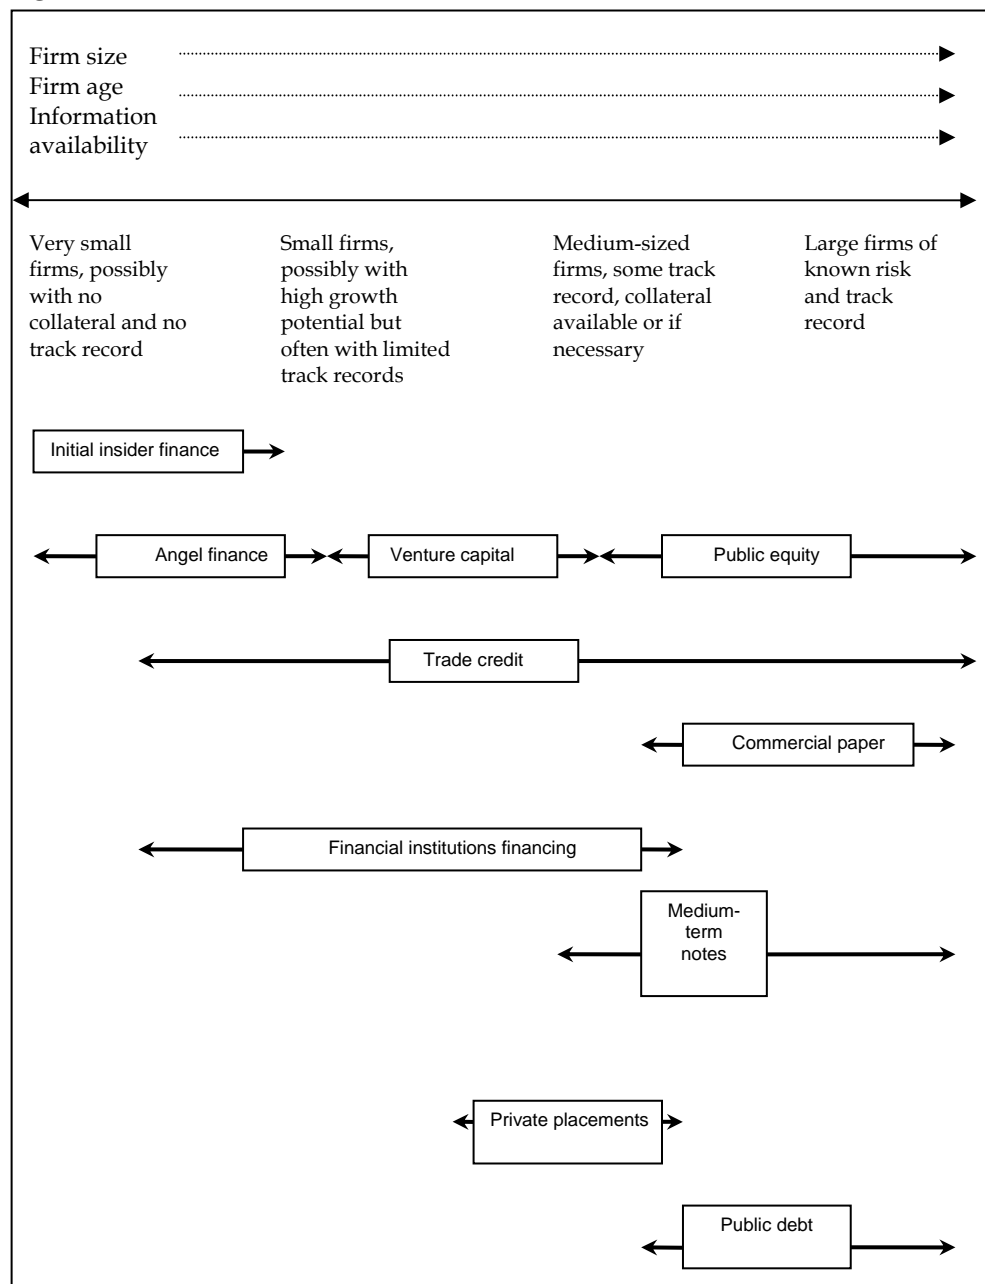 Firm size
Firm age
Information
availability
Very small
firms, possibly
with no
collateral and no
track record
Small firms,
possibly with
high growth
potential but
often with limited
track records
Medium-sized
firms, some track
record, collateral
available or if
necessary
Large firms of
known risk
and track
record
Initial insider finance
Angel finance
Venture capital
Public equity
Trade credit
Commercial paper
Financial institutions financing
Medium-
term
notes
Private placements
Public debt